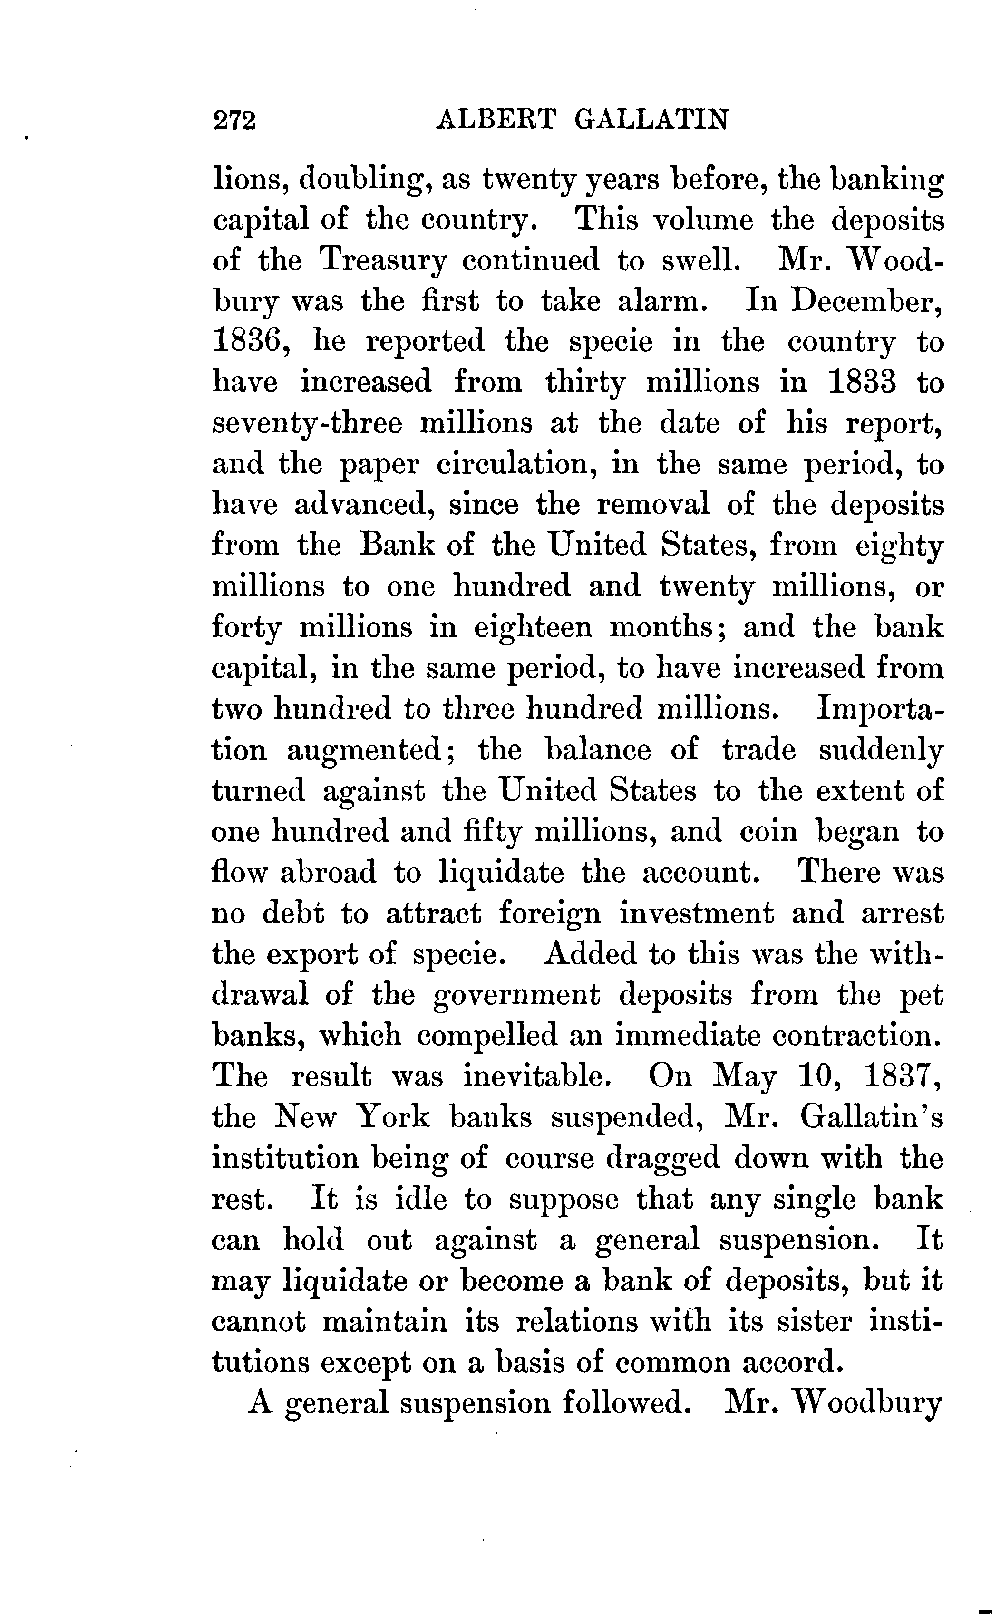 272 ALBERT GALLATIN
lions, doubling, as twenty years before, the banking
capital of the country. This volume the deposits
of the Treasury continued to swell. Mr. Wood-
bury was the first to take alarm. In December,
1836, he reported the specie in the country to
have increased from thirty millions in 1833 to
seventy-three millions at the date of his report,
and the paper circulation, in the same period, to
have advanced, since the removal of the deposits
from the Bank of the United States, from eighty
millions to one hundred and twenty millions, or
forty millions in eighteen months; and the bank
capital, in the same period, to have increased from
two hundred to three hundred millions. Importa-
tion augmented; the balance of trade suddenly
turned against the United States to the extent of
one hundred and fifty millions, and coin began to
flow abroad to liquidate the account. There was
no debt to attract foreign investment and arrest
the export of specie. Added to this was the with-
drawal of the government deposits from the pet
banks, which compelled an immediate contraction.
The result was inevitable. On May 10, 1837,
the New York banks suspended, Mr. Gallatin's
institution being of course dragged down with the
rest. It is idle to suppose that any single bank
can hold out against a general suspension. It
may liquidate or become a bank of deposits, but it
cannot maintain its relations with its sister insti-
tutions except on a basis of common accord.
A general suspension followed. Mr. Woodbury